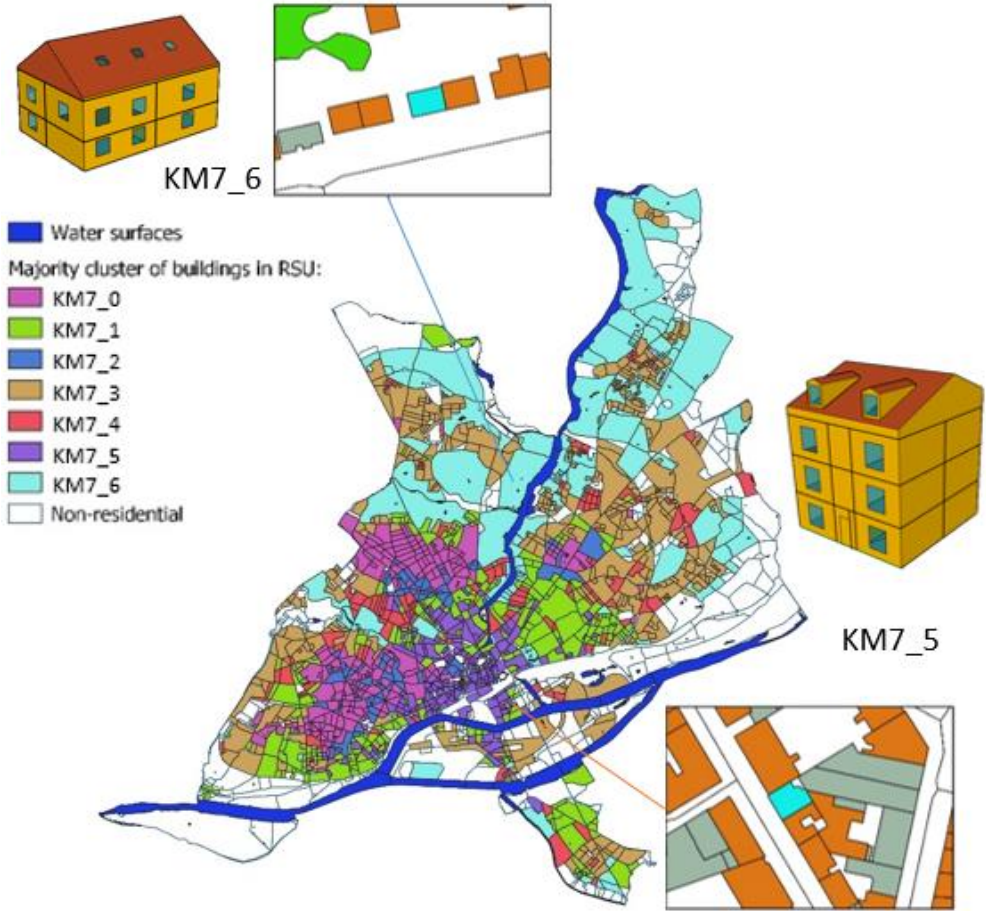 KM7_6
Water surfaces
Majority cluster of buildings in RSU:
KM7_0
KM7_1
KM7_2
KM7_3
KM7_4
KM7_5
KM7_6
Non-residential
KM7_5